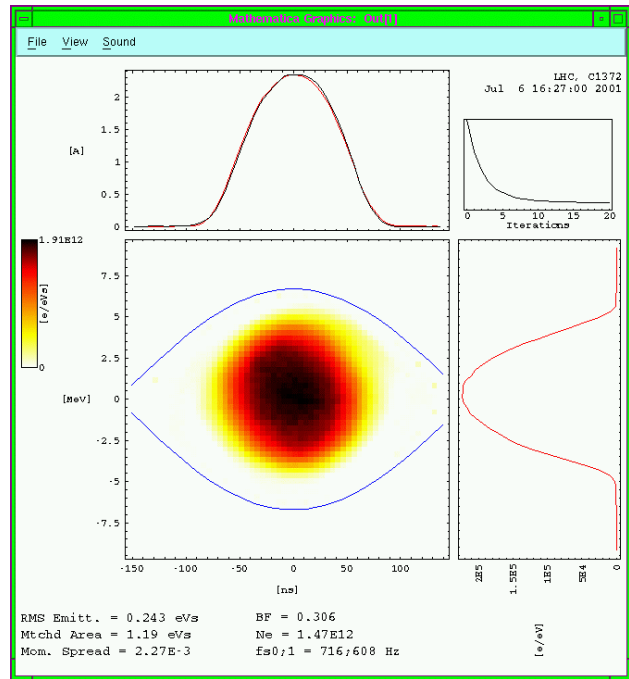 Mathematica Graphics: Out[1]
File View Sound
LHC, C1372
Jul 6 16:27:00 2001
2
1.5
[A]
1
0.5
0
0 5 10 15 20
Iterations
1.91E12
[e/eVs]
0
7.5
5
2.5
[MeV]
0
-2.5
-5
-7.5
-150 -100 -50 0 50 100
[ns]
2E5
1.5E5
1E5
5E4
0
[e/eV]
RMS Emitt. = 0.243 eVs BF = 0.306
Mtchd Area = 1.19 eVs Ne = 1.47E12
Mom. Spread = 2.27E-3 fs0;1 = 716;608 Hz